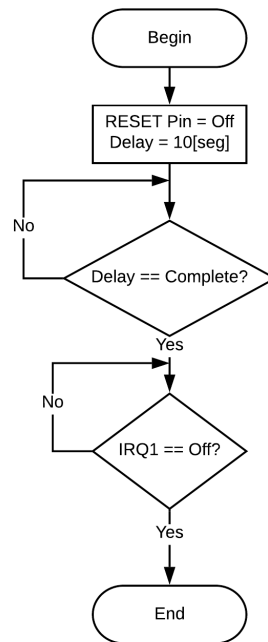 Begin
RESET Pin = Off
Delay = 10[seg]
No
Delay == Complete?
Yes
No
IRQ1 == Off?
Yes
End